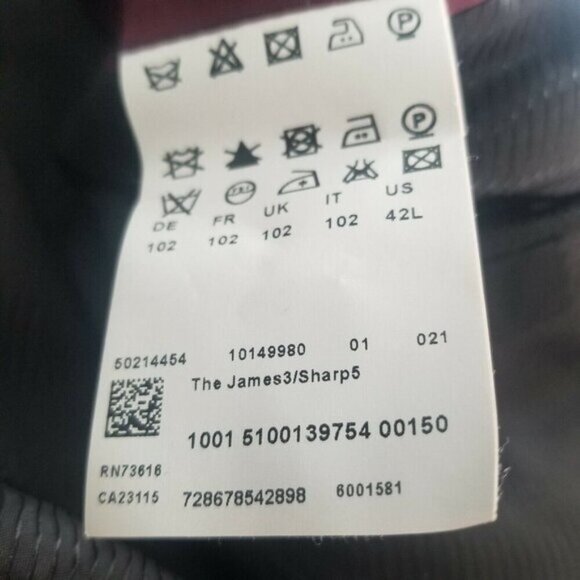 DE FR UK IT US
102 102 102 102 42L
50214454 10149980 01 021
The James3/Sharp5
1001 5100139754 00150
RN73616
CA23115 728678542898 6001581